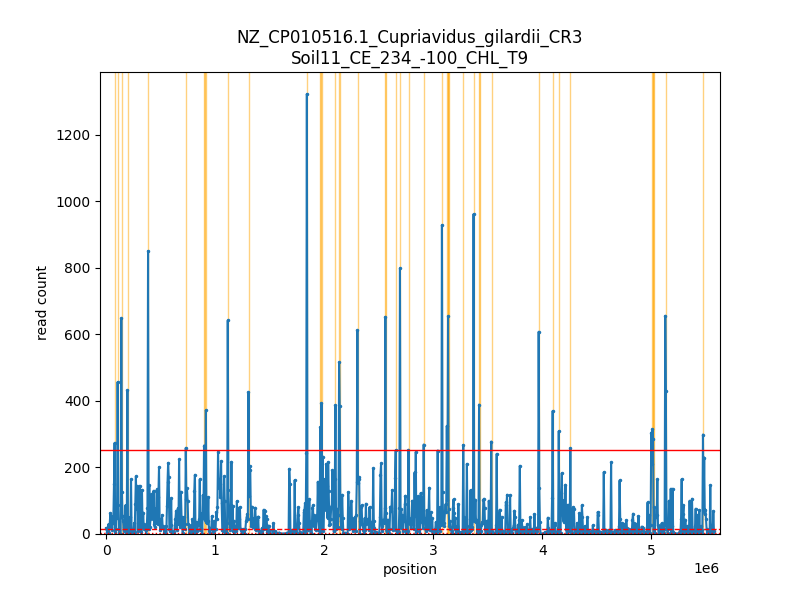 NZ_CP010516.1_Cupriavidus_gilardii_CR3
Soil11_CE_234_-100_CHL_T9
1200
1000
800
600
400
200
0
read count
0 1 2 3 4 5
1e6
position